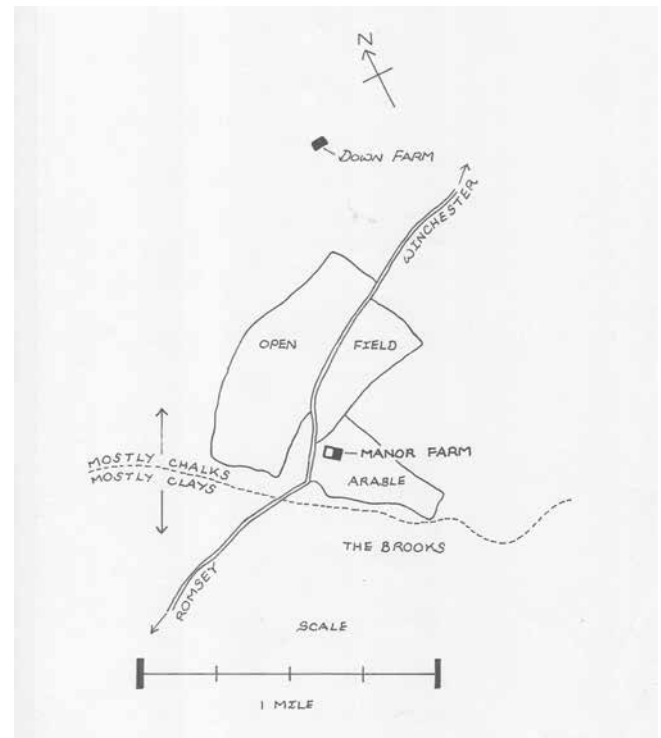 N
DOWN FARM
WINCHESTER
OPEN FIELD
MANOR FARM
MOSTLY CHALKS
MOSTLY CLAYS
ARABLE
THE BROOKS
ROMSEY
SCALE
1 MILE